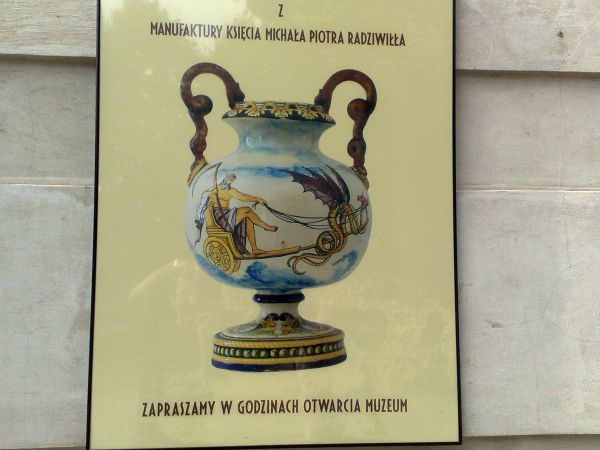 Z
MANUFAKTURY KSIĘCIA MICHAŁA PIOTRA RADZIWIŁŁA
ZAPRASZAMY W GODZINACH OTWARCIA MUZEUM